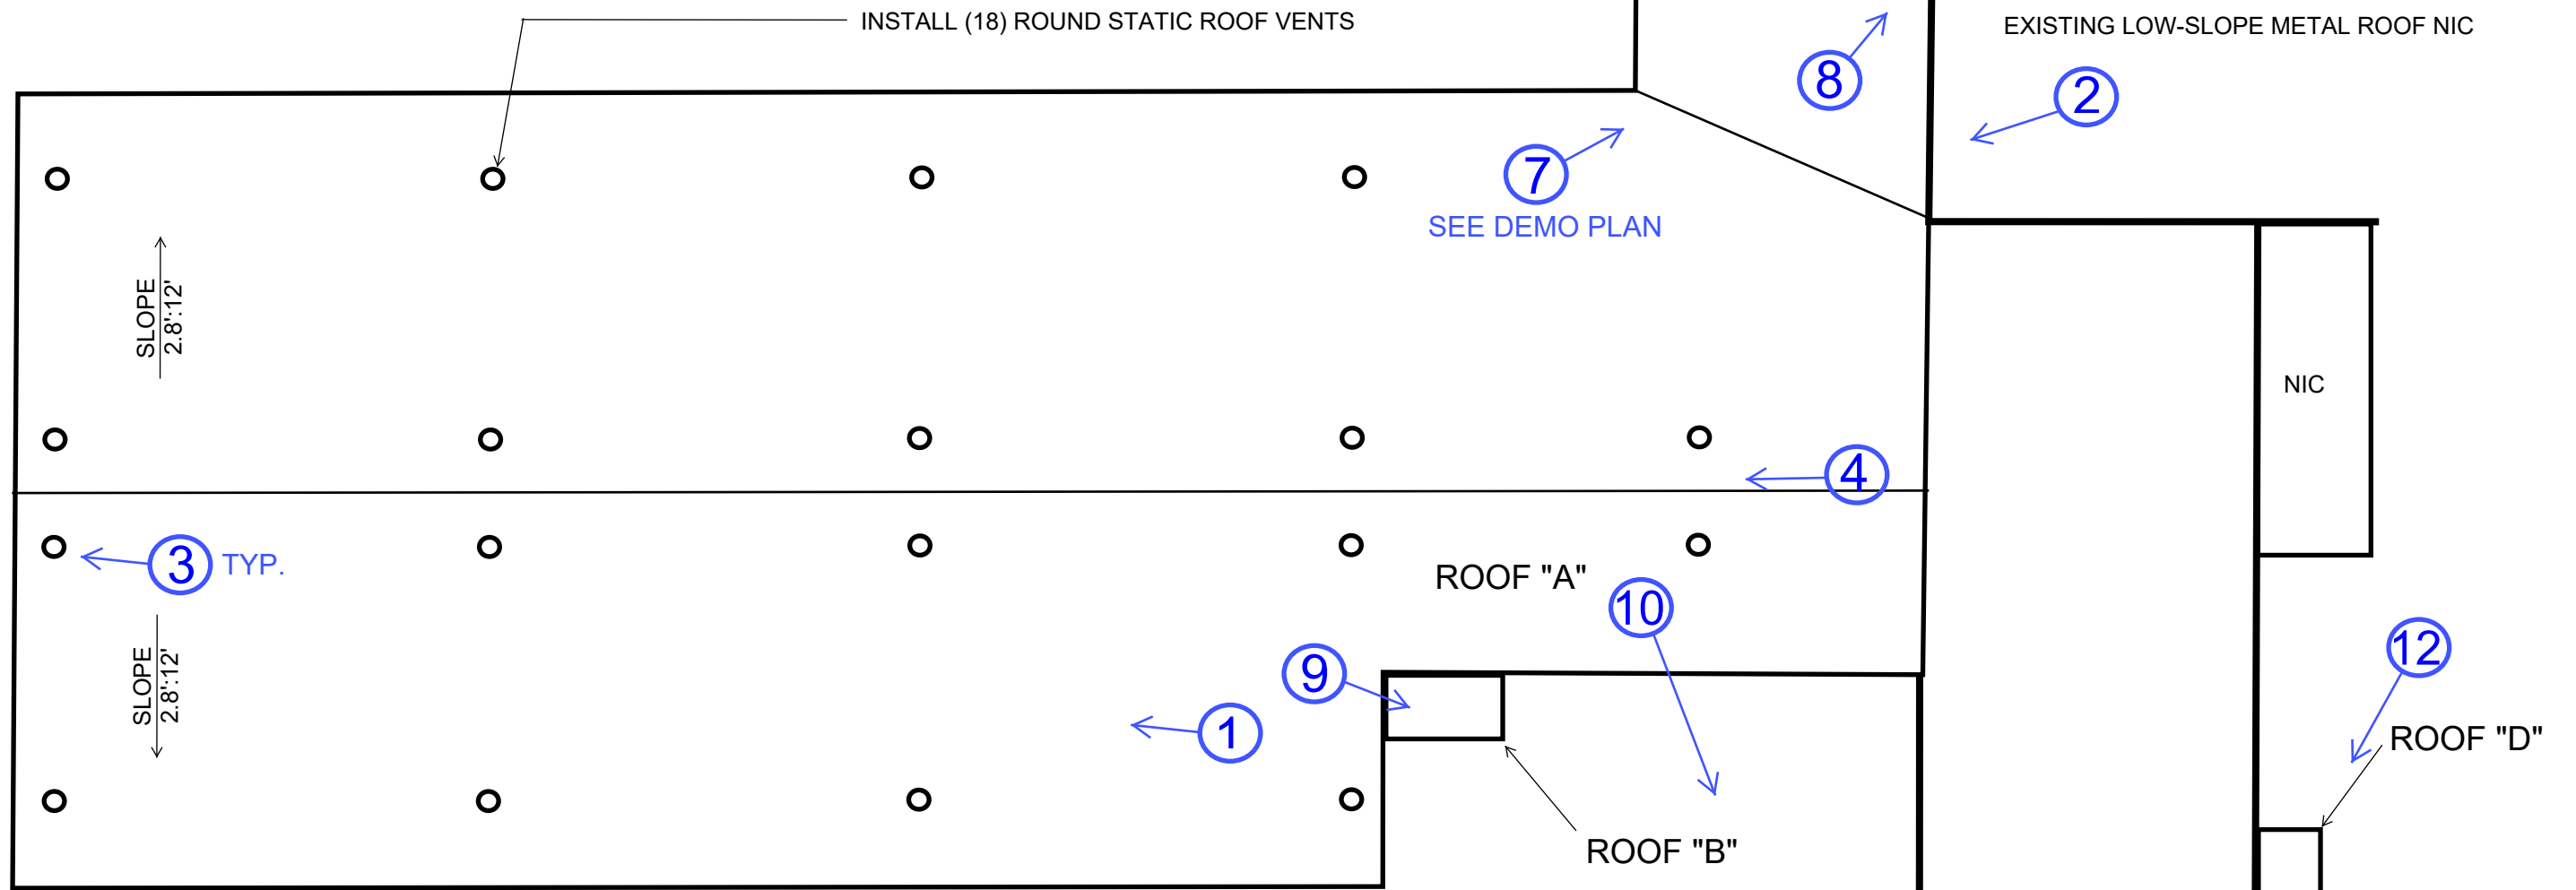 INSTALL (18) ROUND STATIC ROOF VENTS
EXISTING LOW-SLOPE METAL ROOF NIC
8
2
7
SEE DEMO PLAN
SLOPE
2.8':12'
NIC
4
3 TYP.
ROOF "A"
10
SLOPE
2.8':12'
9
12
1
ROOF "D"
ROOF "B"